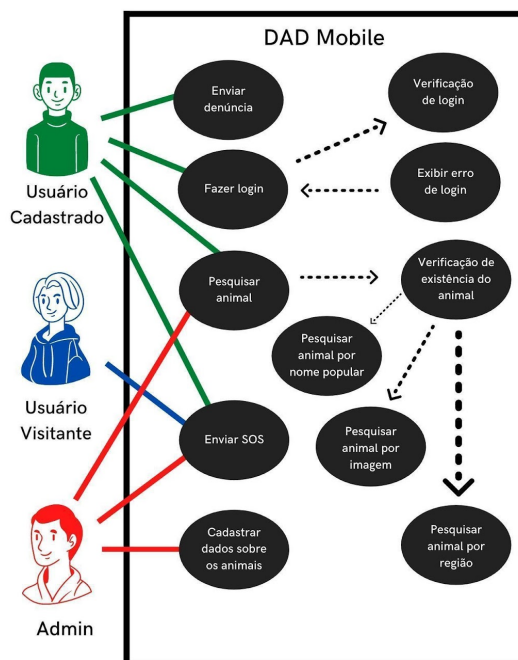 DAD Mobile
Enviar
denúncia
Verificação
de login
Usuário
Cadastrado
Fazer login
Exibir erro
de login
Pesquisar
animal
Verificação de
existência do
animal
Pesquisar
animal por
nome popular
Usuário
Visitante
Enviar SOS
Pesquisar
animal por
imagem
Cadastrar
dados sobre
os animais
Pesquisar
animal por
região
Admin